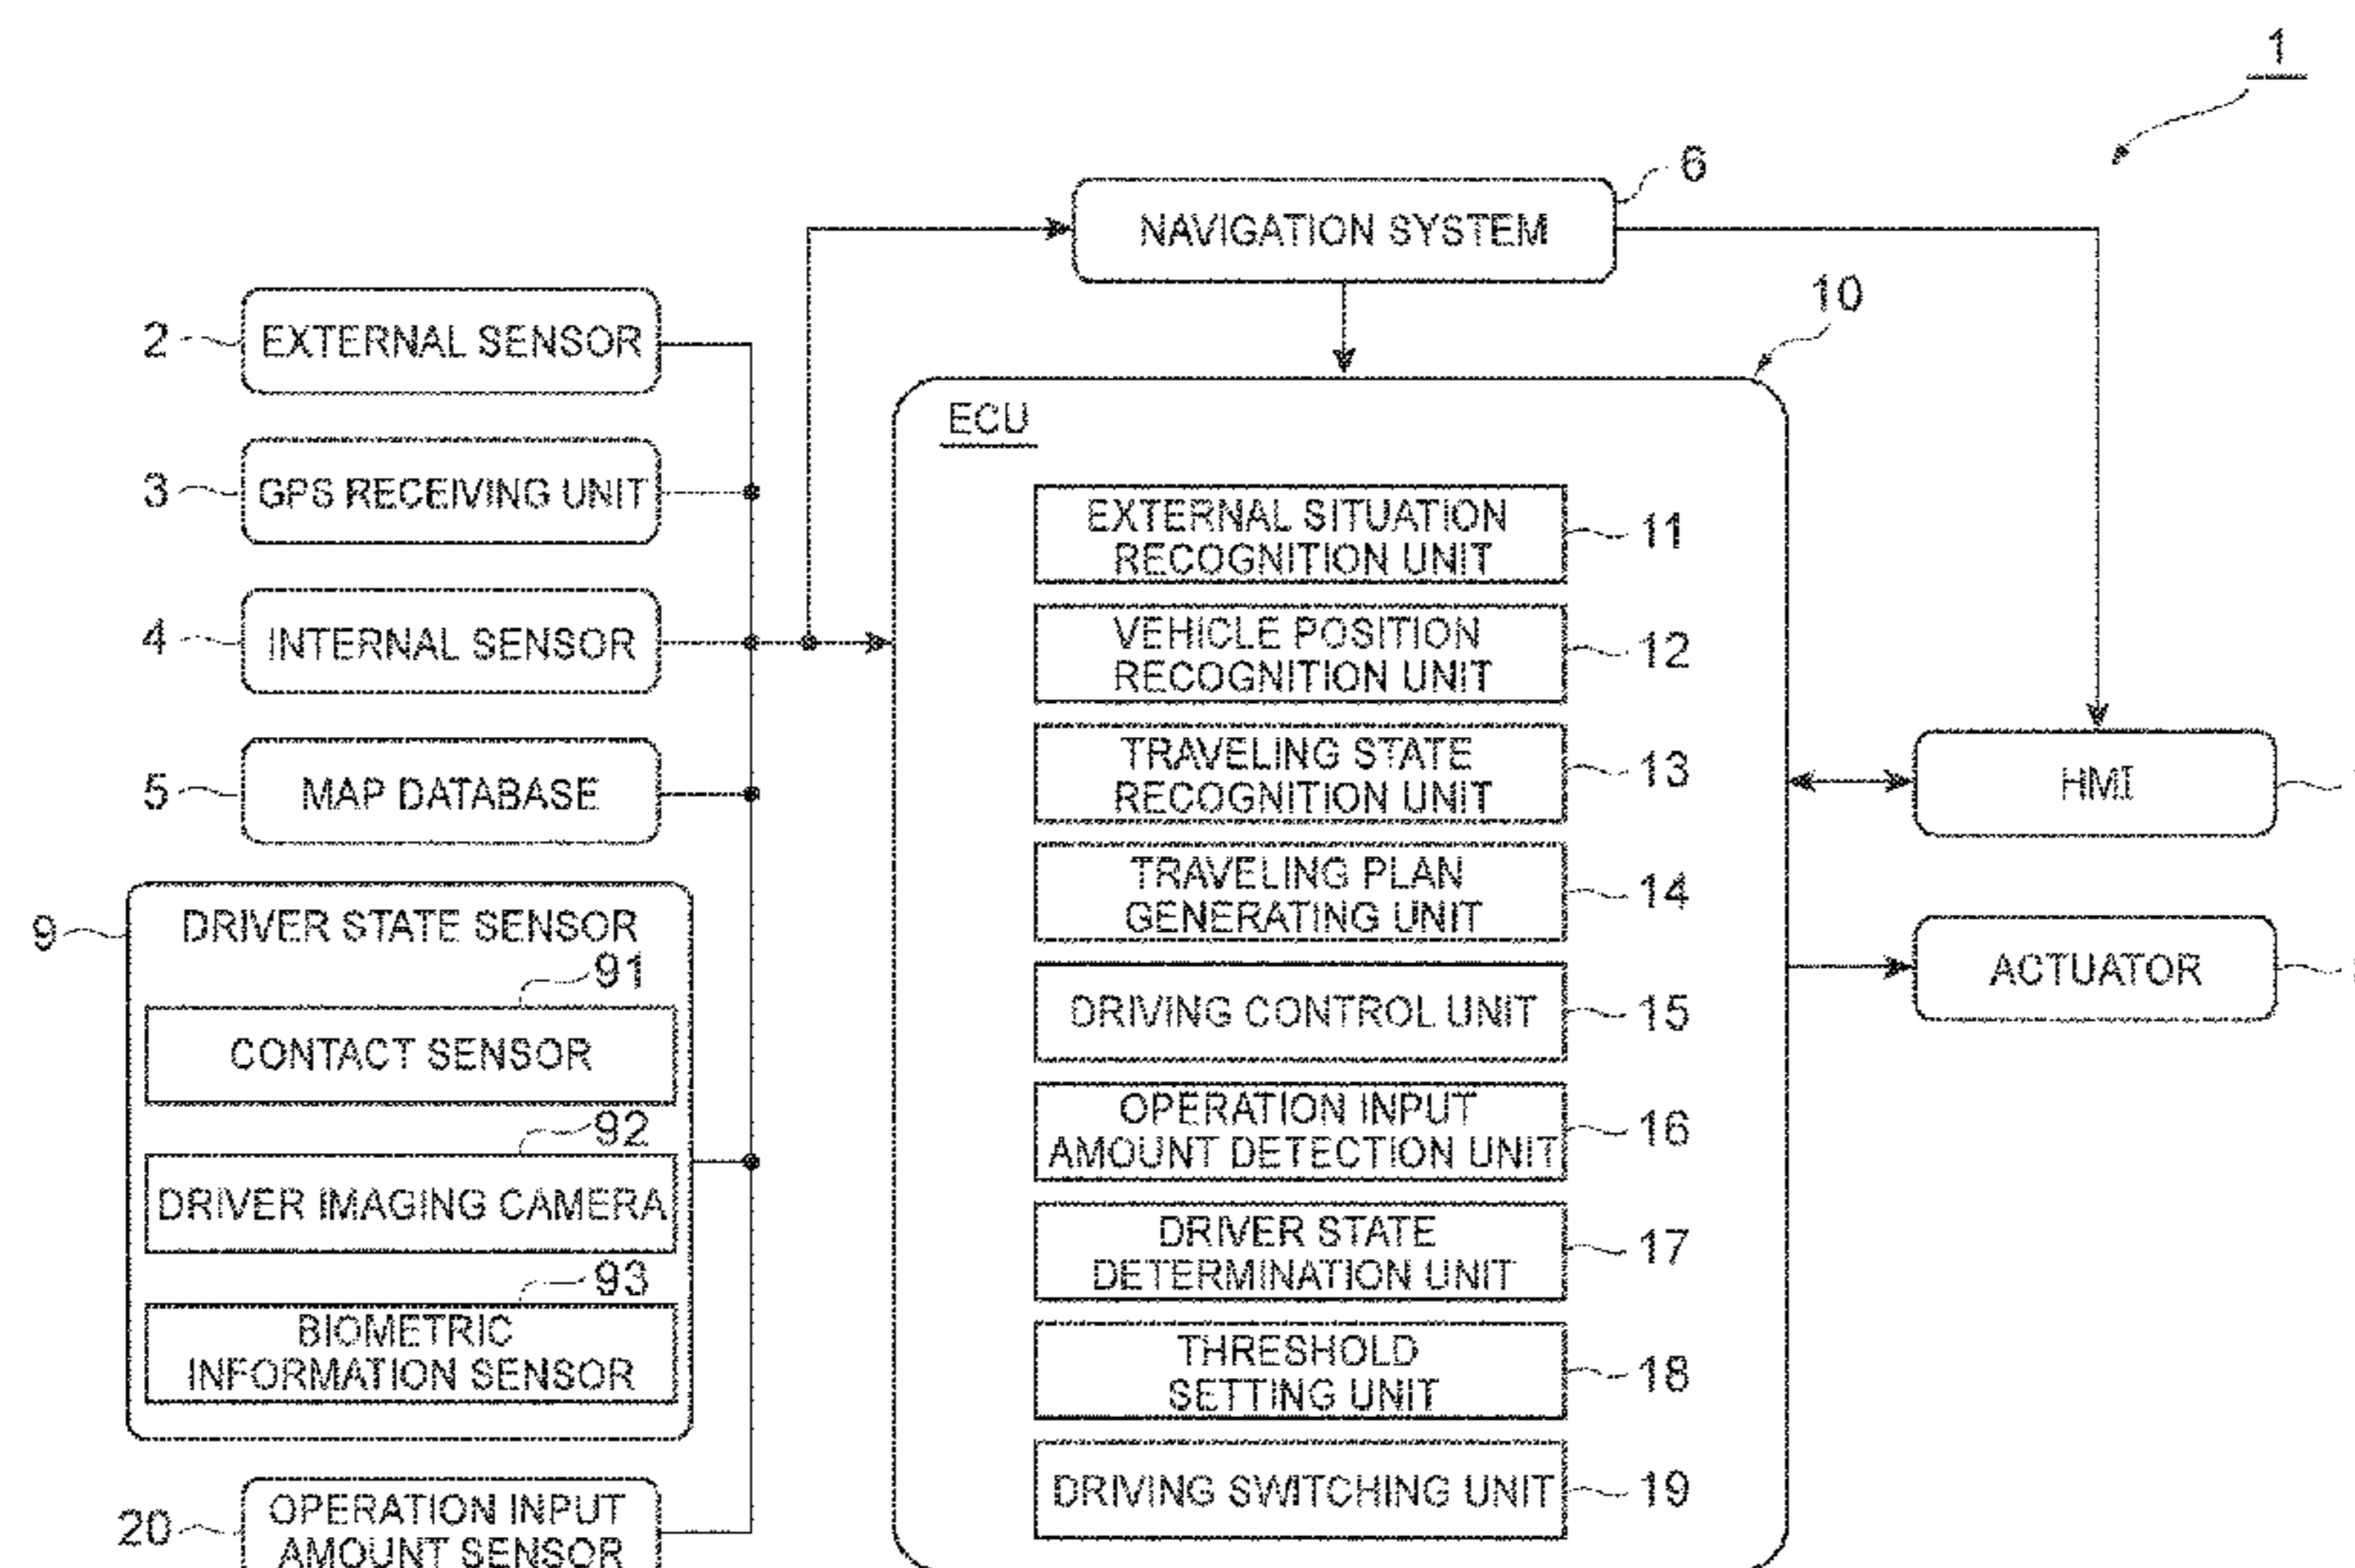 1
NAVIGATION SYSTEM
6
10
2
EXTERNAL SENSOR
3
GPS RECEIVING UNIT
4
INTERNAL SENSOR
5
MAP DATABASE
9
DRIVER STATE SENSOR
91
CONTACT SENSOR
92
DRIVER IMAGING CAMERA
93
BIOMETRIC
INFORMATION SENSOR
20
OPERATION INPUT
AMOUNT SENSOR
ECU
EXTERNAL SITUATION
RECOGNITION UNIT
11
VEHICLE POSITION
RECOGNITION UNIT
12
TRAVELING STATE
RECOGNITION UNIT
13
TRAVELING PLAN
GENERATING UNIT
14
DRIVING CONTROL UNIT
15
OPERATION INPUT
AMOUNT DETECTION UNIT
16
DRIVER STATE
DETERMINATION UNIT
17
THRESHOLD
SETTING UNIT
18
DRIVING SWITCHING UNIT
19
HMI
ACTUATOR